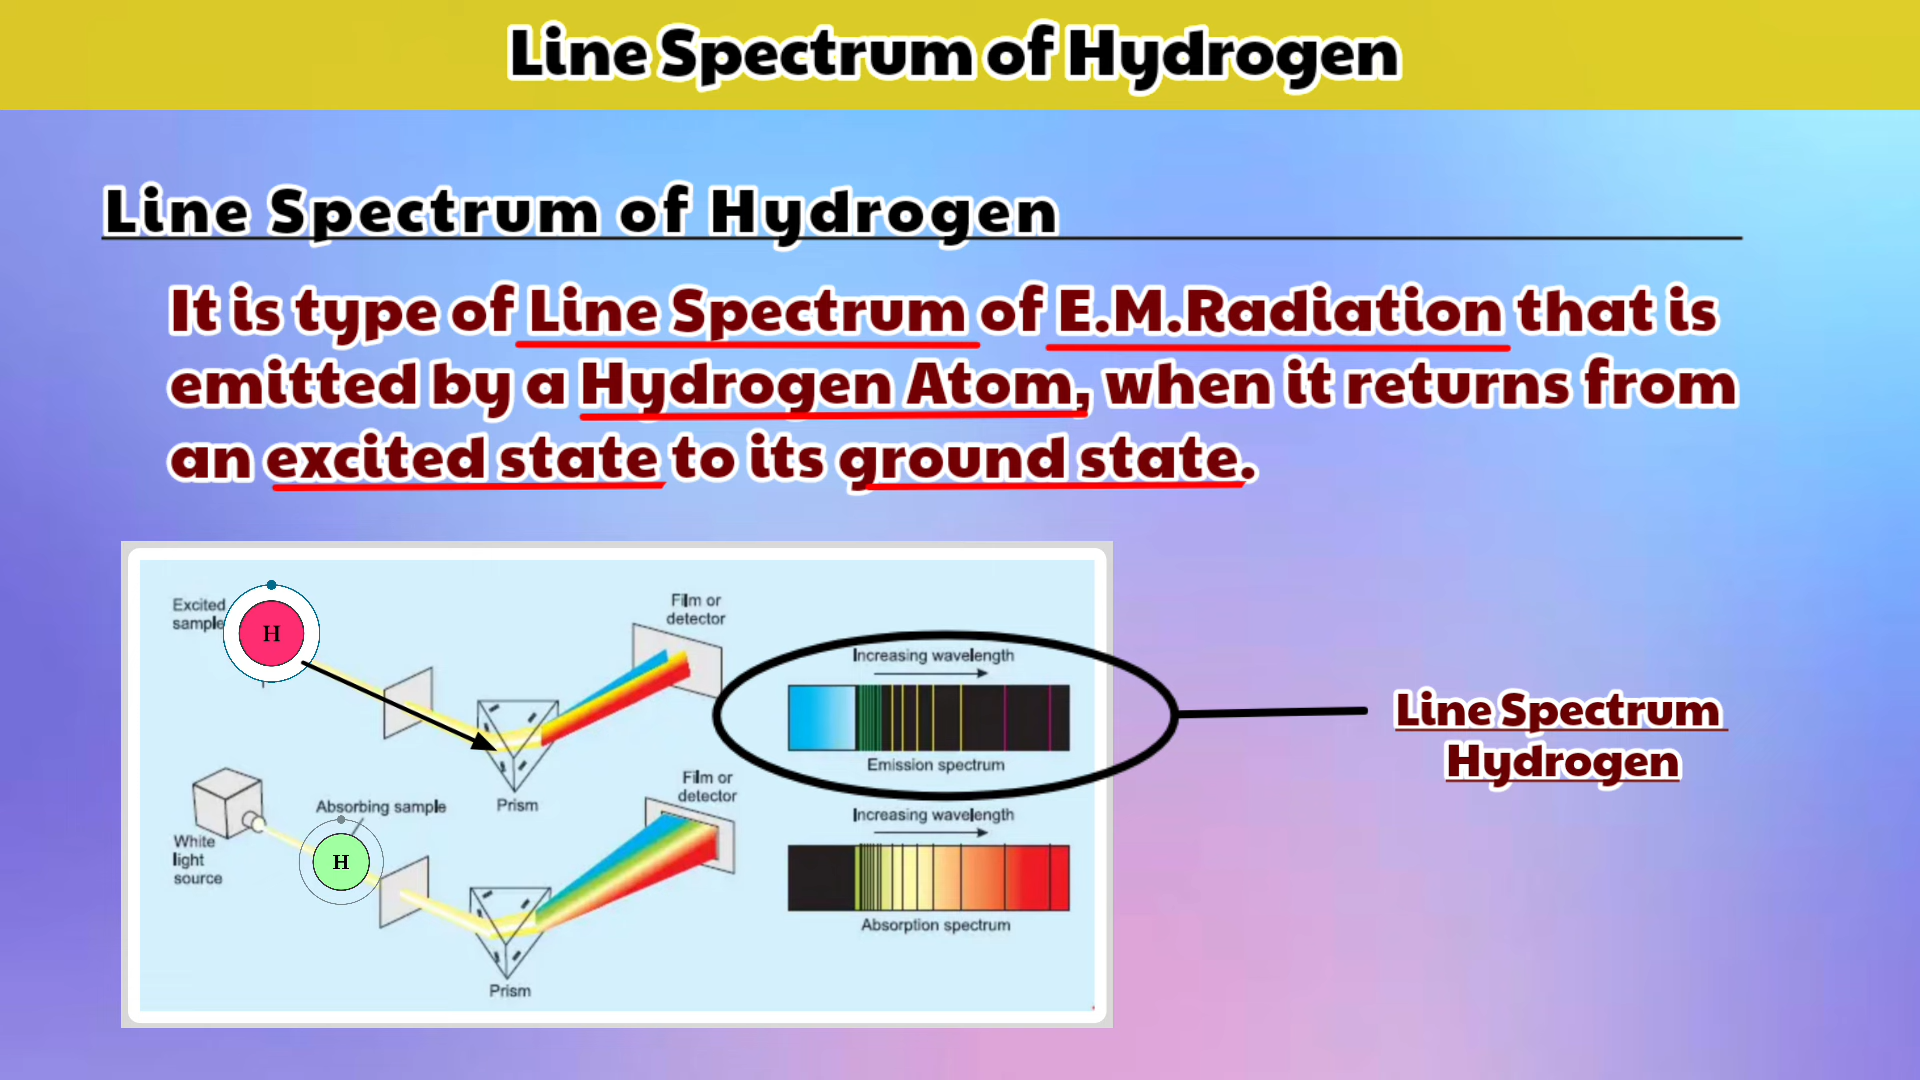 Line Spectrum of Hydrogen
Line Spectrum of Hydrogen
It is type of Line Spectrum of E.M.Radiation that is
emitted by a Hydrogen Atom, when it returns from
an excited state to its ground state.
Excited
sample
H
Film or
detector
Prism
Increasing wavelength
Emission spectrum
Line Spectrum
Hydrogen
White
light
source
Absorbing sample
H
Film or
detector
Prism
Increasing wavelength
Absorption spectrum